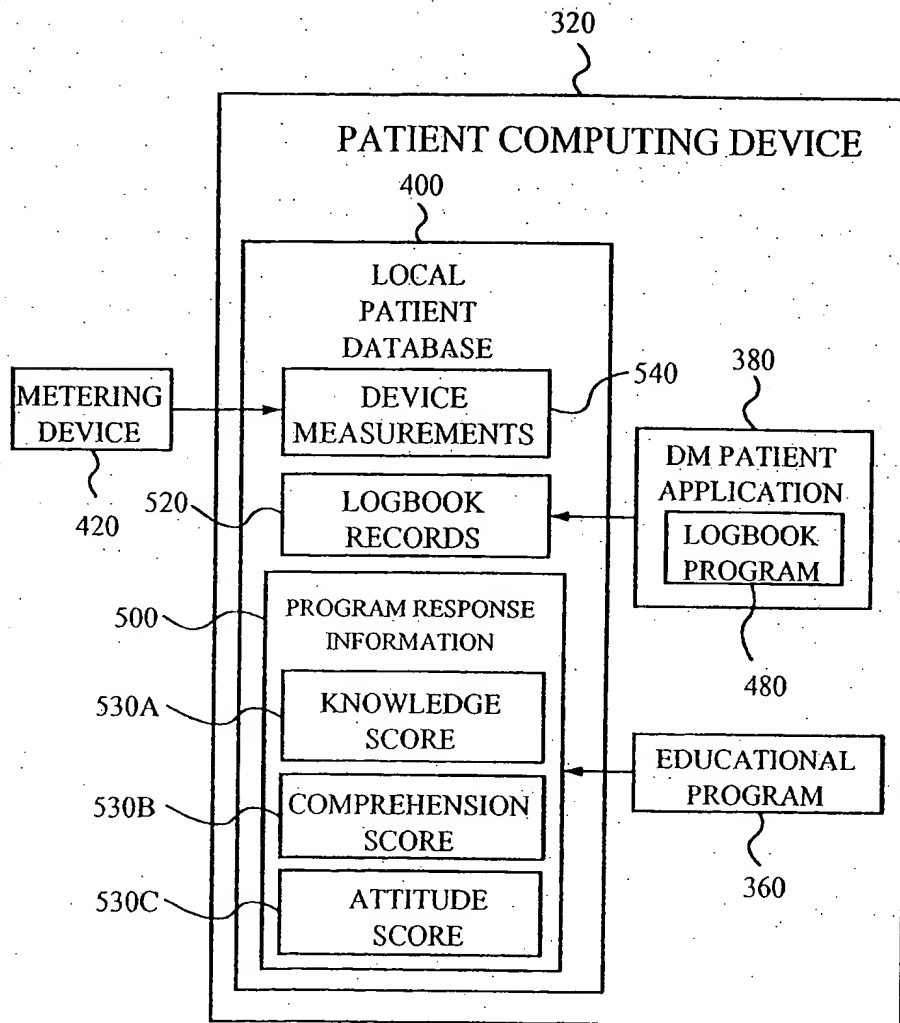 320
PATIENT COMPUTING DEVICE
400
LOCAL
PATIENT
DATABASE
METERING
DEVICE
420
DEVICE
MEASUREMENTS
540
520
LOGBOOK
RECORDS
380
DM PATIENT
APPLICATION
LOGBOOK
PROGRAM
480
500
PROGRAM RESPONSE
INFORMATION
530A
KNOWLEDGE
SCORE
530B
COMPREHENSION
SCORE
530C
ATTITUDE
SCORE
EDUCATIONAL
PROGRAM
360